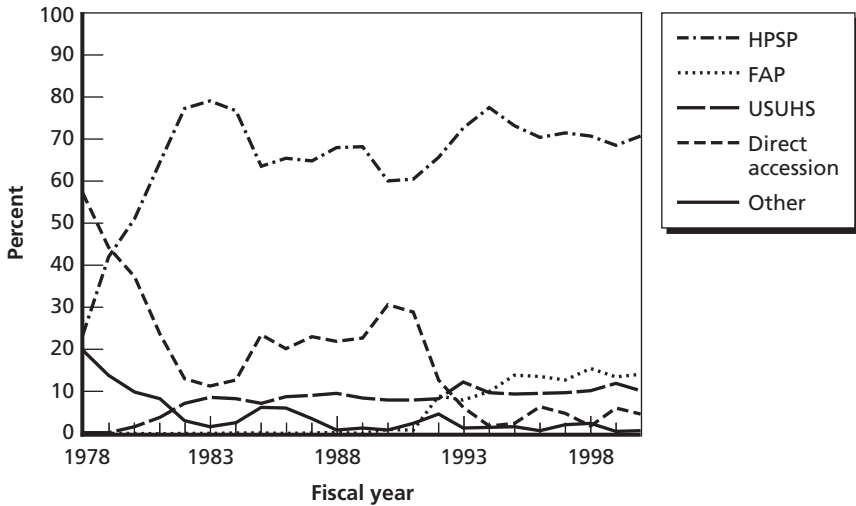 100
90
80
70
60
50
40
30
20
10
0
Percent
1978 1983 1988 1993 1998
Fiscal year
HPSP
FAP
USUHS
Direct
accession
Other